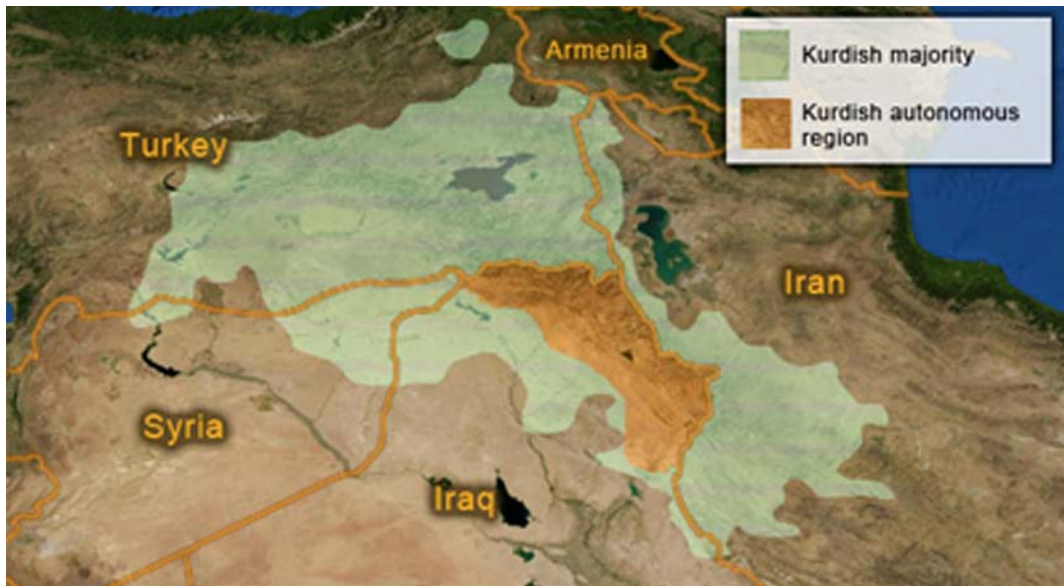 Armenia
Kurdish majority
Kurdish autonomous
region
Turkey
Iran
Syria
Iraq